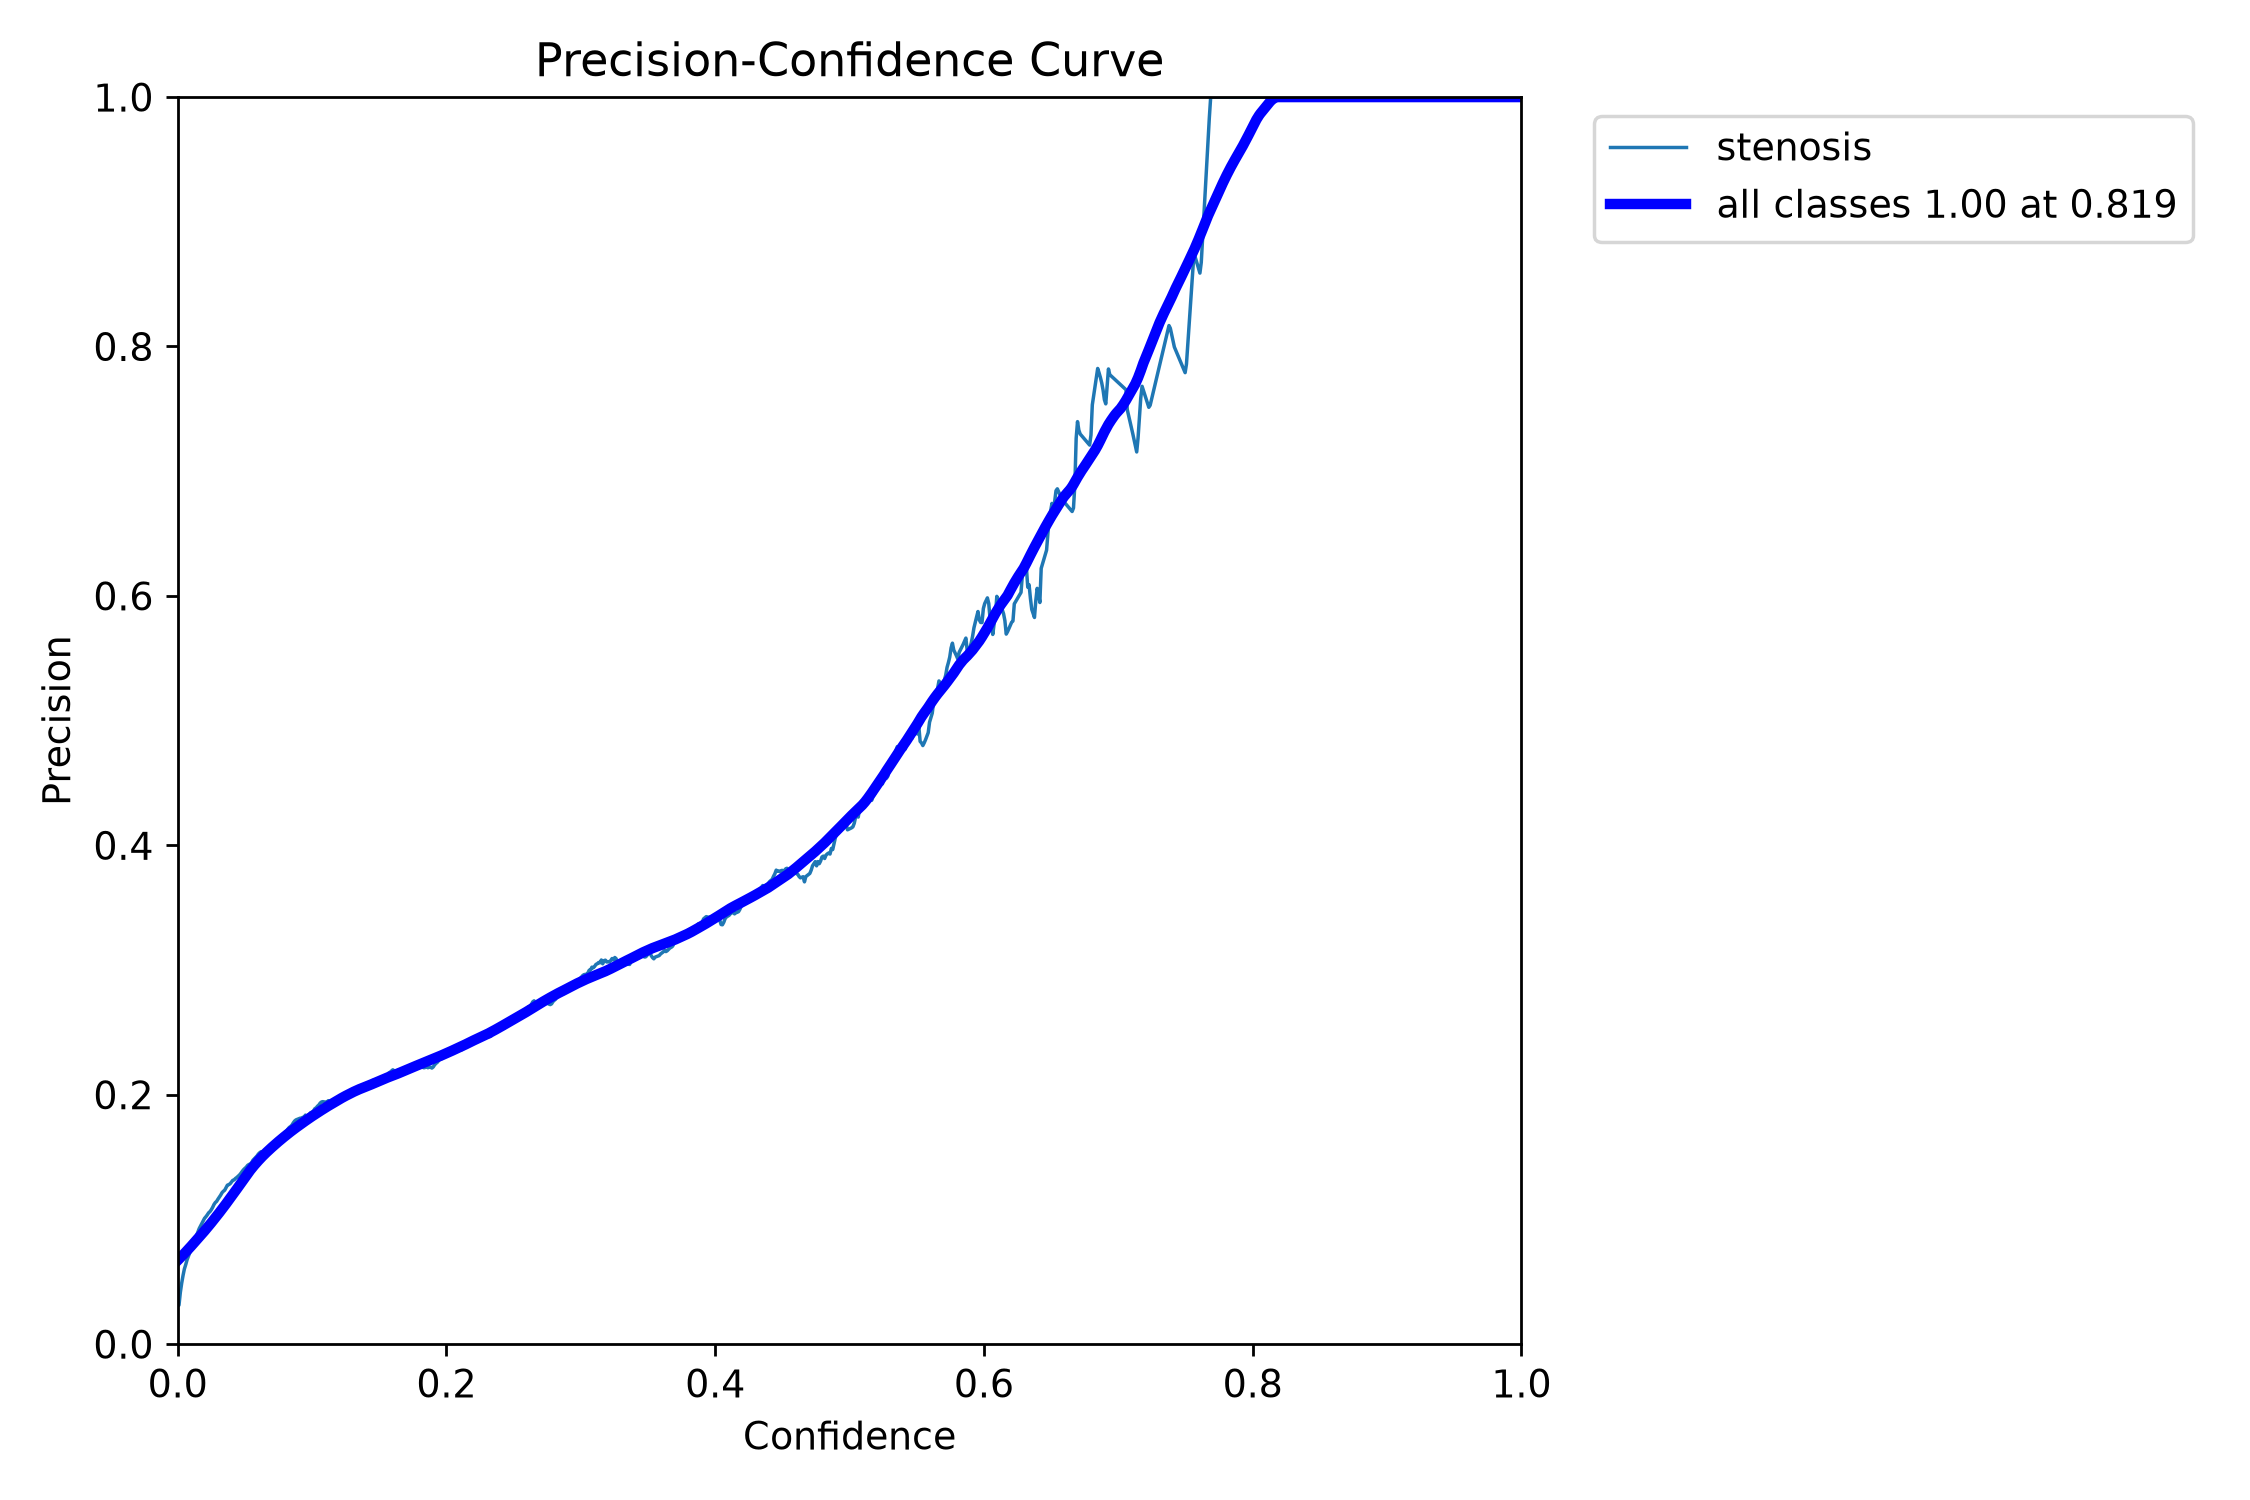 Precision-Confidence Curve
1.0
0.8
0.6
0.4
0.2
0.0
Precision
0.0 0.2 0.4 0.6 0.8 1.0
Confidence
stenosis
all classes 1.00 at 0.819